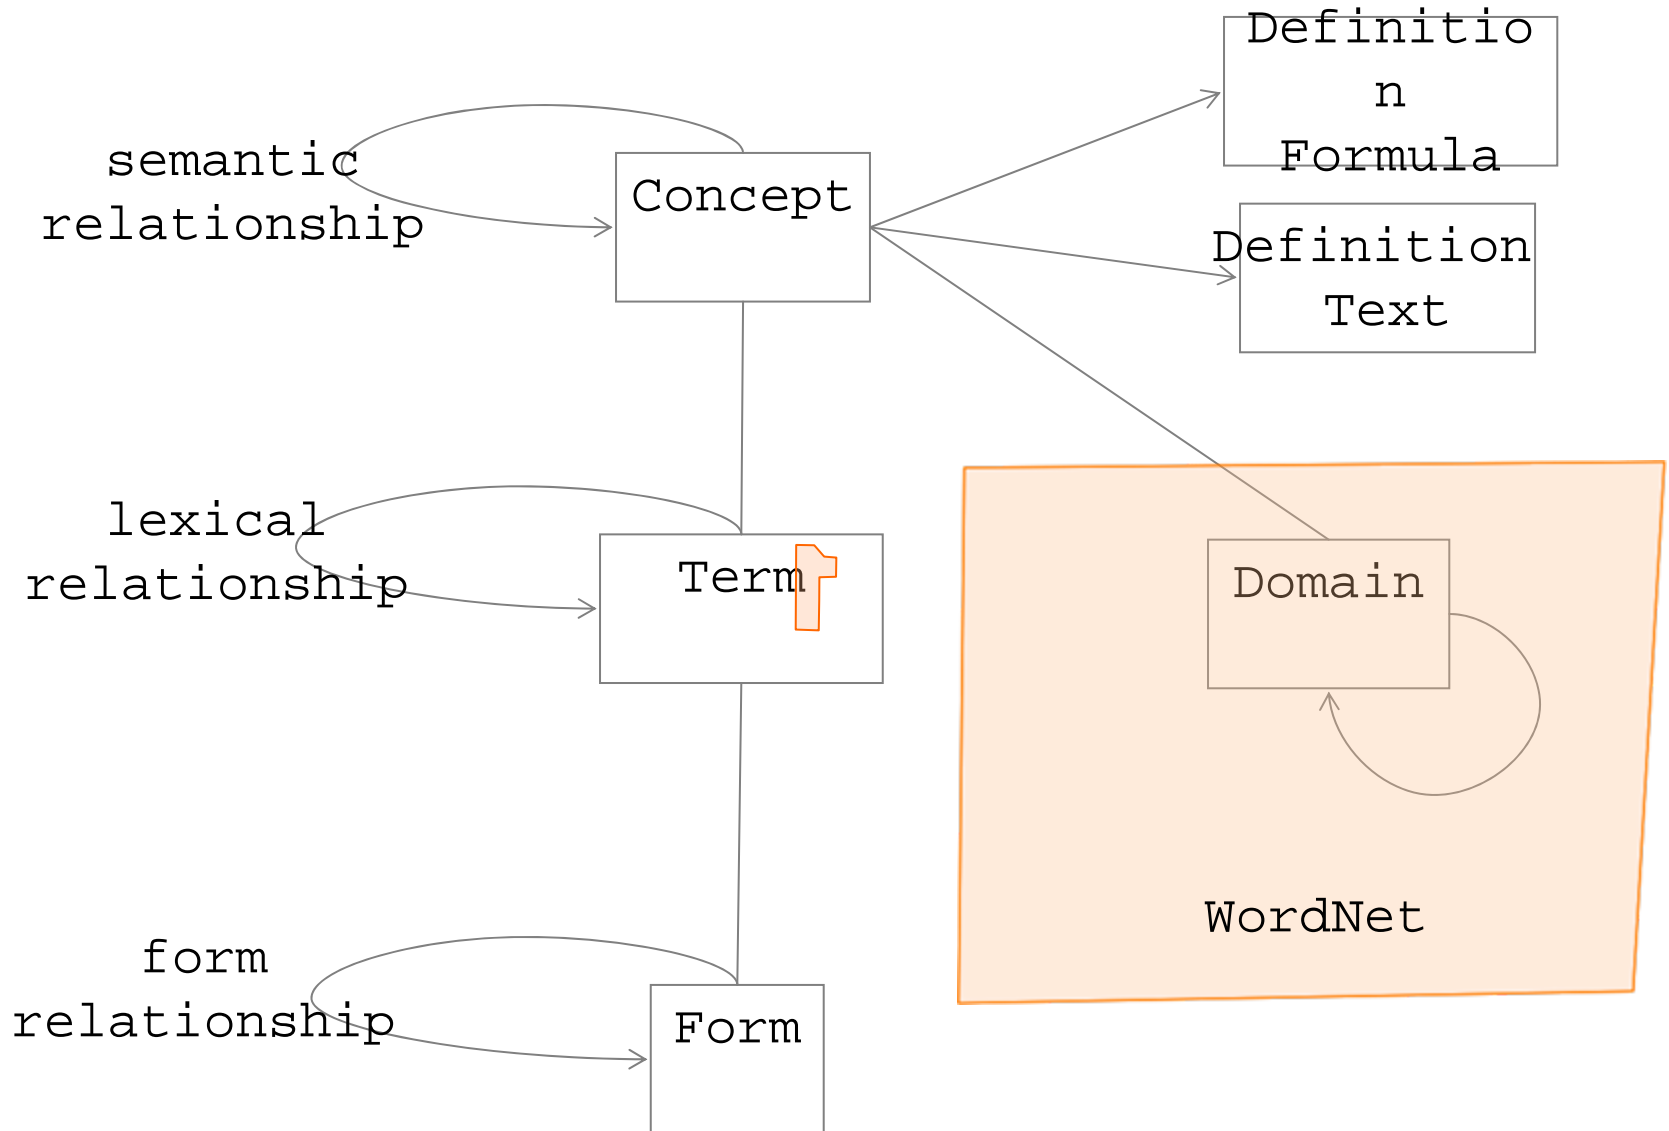 Definitio
n
Formula
semantic
relationship
Concept
Definition
Text
lexical
relationship
Term
Domain
WordNet
form
relationship
Form